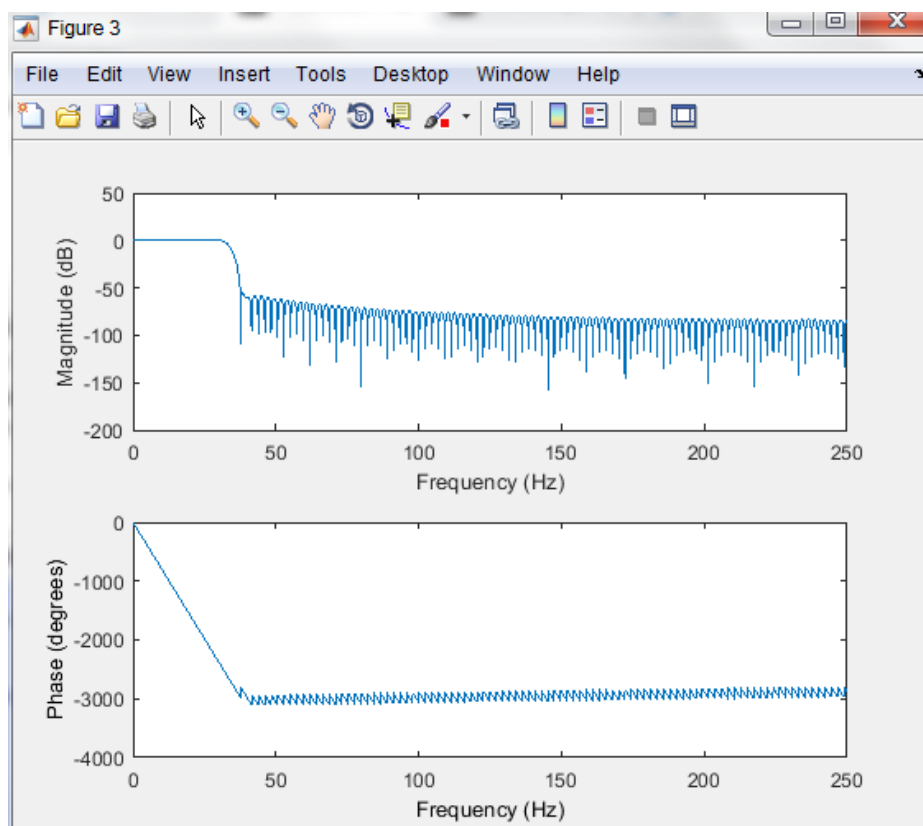 Figure 3
File Edit View Insert Tools Desktop Window Help
50
0
-50
-100
-150
-200
Magnitude (dB)
0 50 100 150 200 250
Frequency (Hz)
0
-1000
-2000
-3000
-4000
Phase (degrees)
0 50 100 150 200 250
Frequency (Hz)